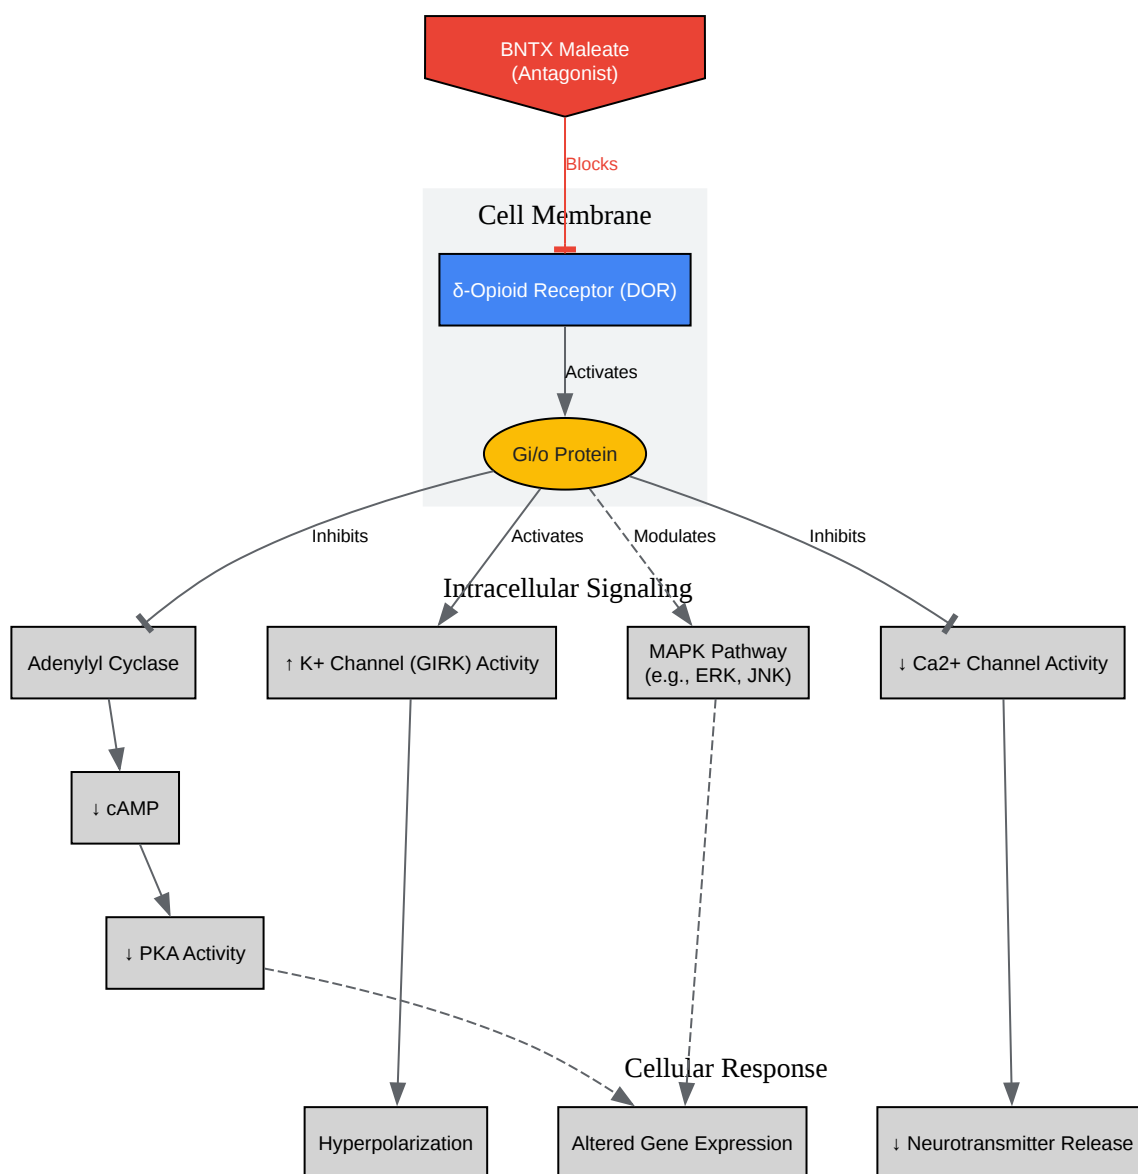 BNTX Maleate
(Antagonist)
Blocks
Cell Membrane
δ-Opioid Receptor (DOR)
Activates
Gi/o Protein
Inhibits
Activates
Modulates
Inhibits
Intracellular Signaling
Adenylyl Cyclase
↑ K+ Channel (GIRK) Activity
MAPK Pathway
(e.g., ERK, JNK)
↓ Ca2+ Channel Activity
↓ cAMP
↓ PKA Activity
Cellular Response
Hyperpolarization
Altered Gene Expression
↓ Neurotransmitter Release